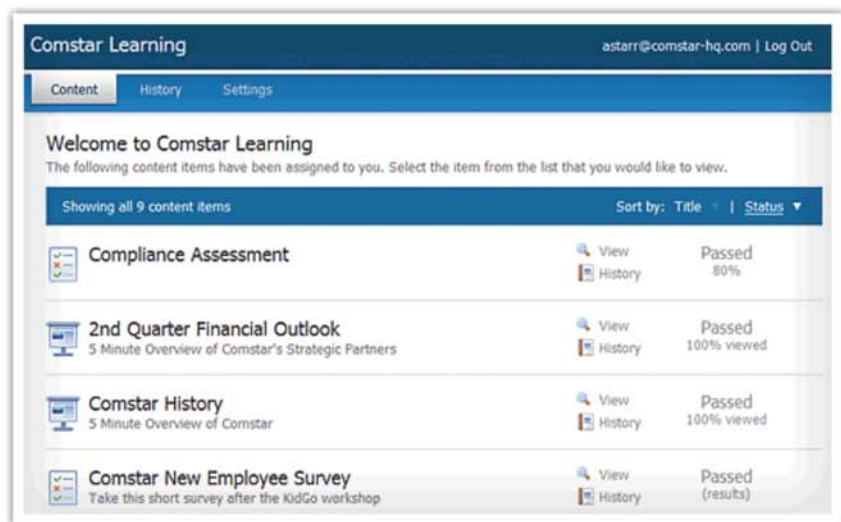 Comstar Learning
astarr@comstar-hq.com | Log Out
Content History Settings
Welcome to Comstar Learning
The following content items have been assigned to you. Select the item from the list that you would like to view.
Showing all 9 content items
Sort by: Title | Status
Compliance Assessment
View
History
Passed
80%
2nd Quarter Financial Outlook
5 Minute Overview of Comstar's Strategic Partners
View
History
Passed
100% viewed
Comstar History
5 Minute Overview of Comstar
View
History
Passed
100% viewed
Comstar New Employee Survey
Take this short survey after the KidGo workshop
View
History
Passed
(results)